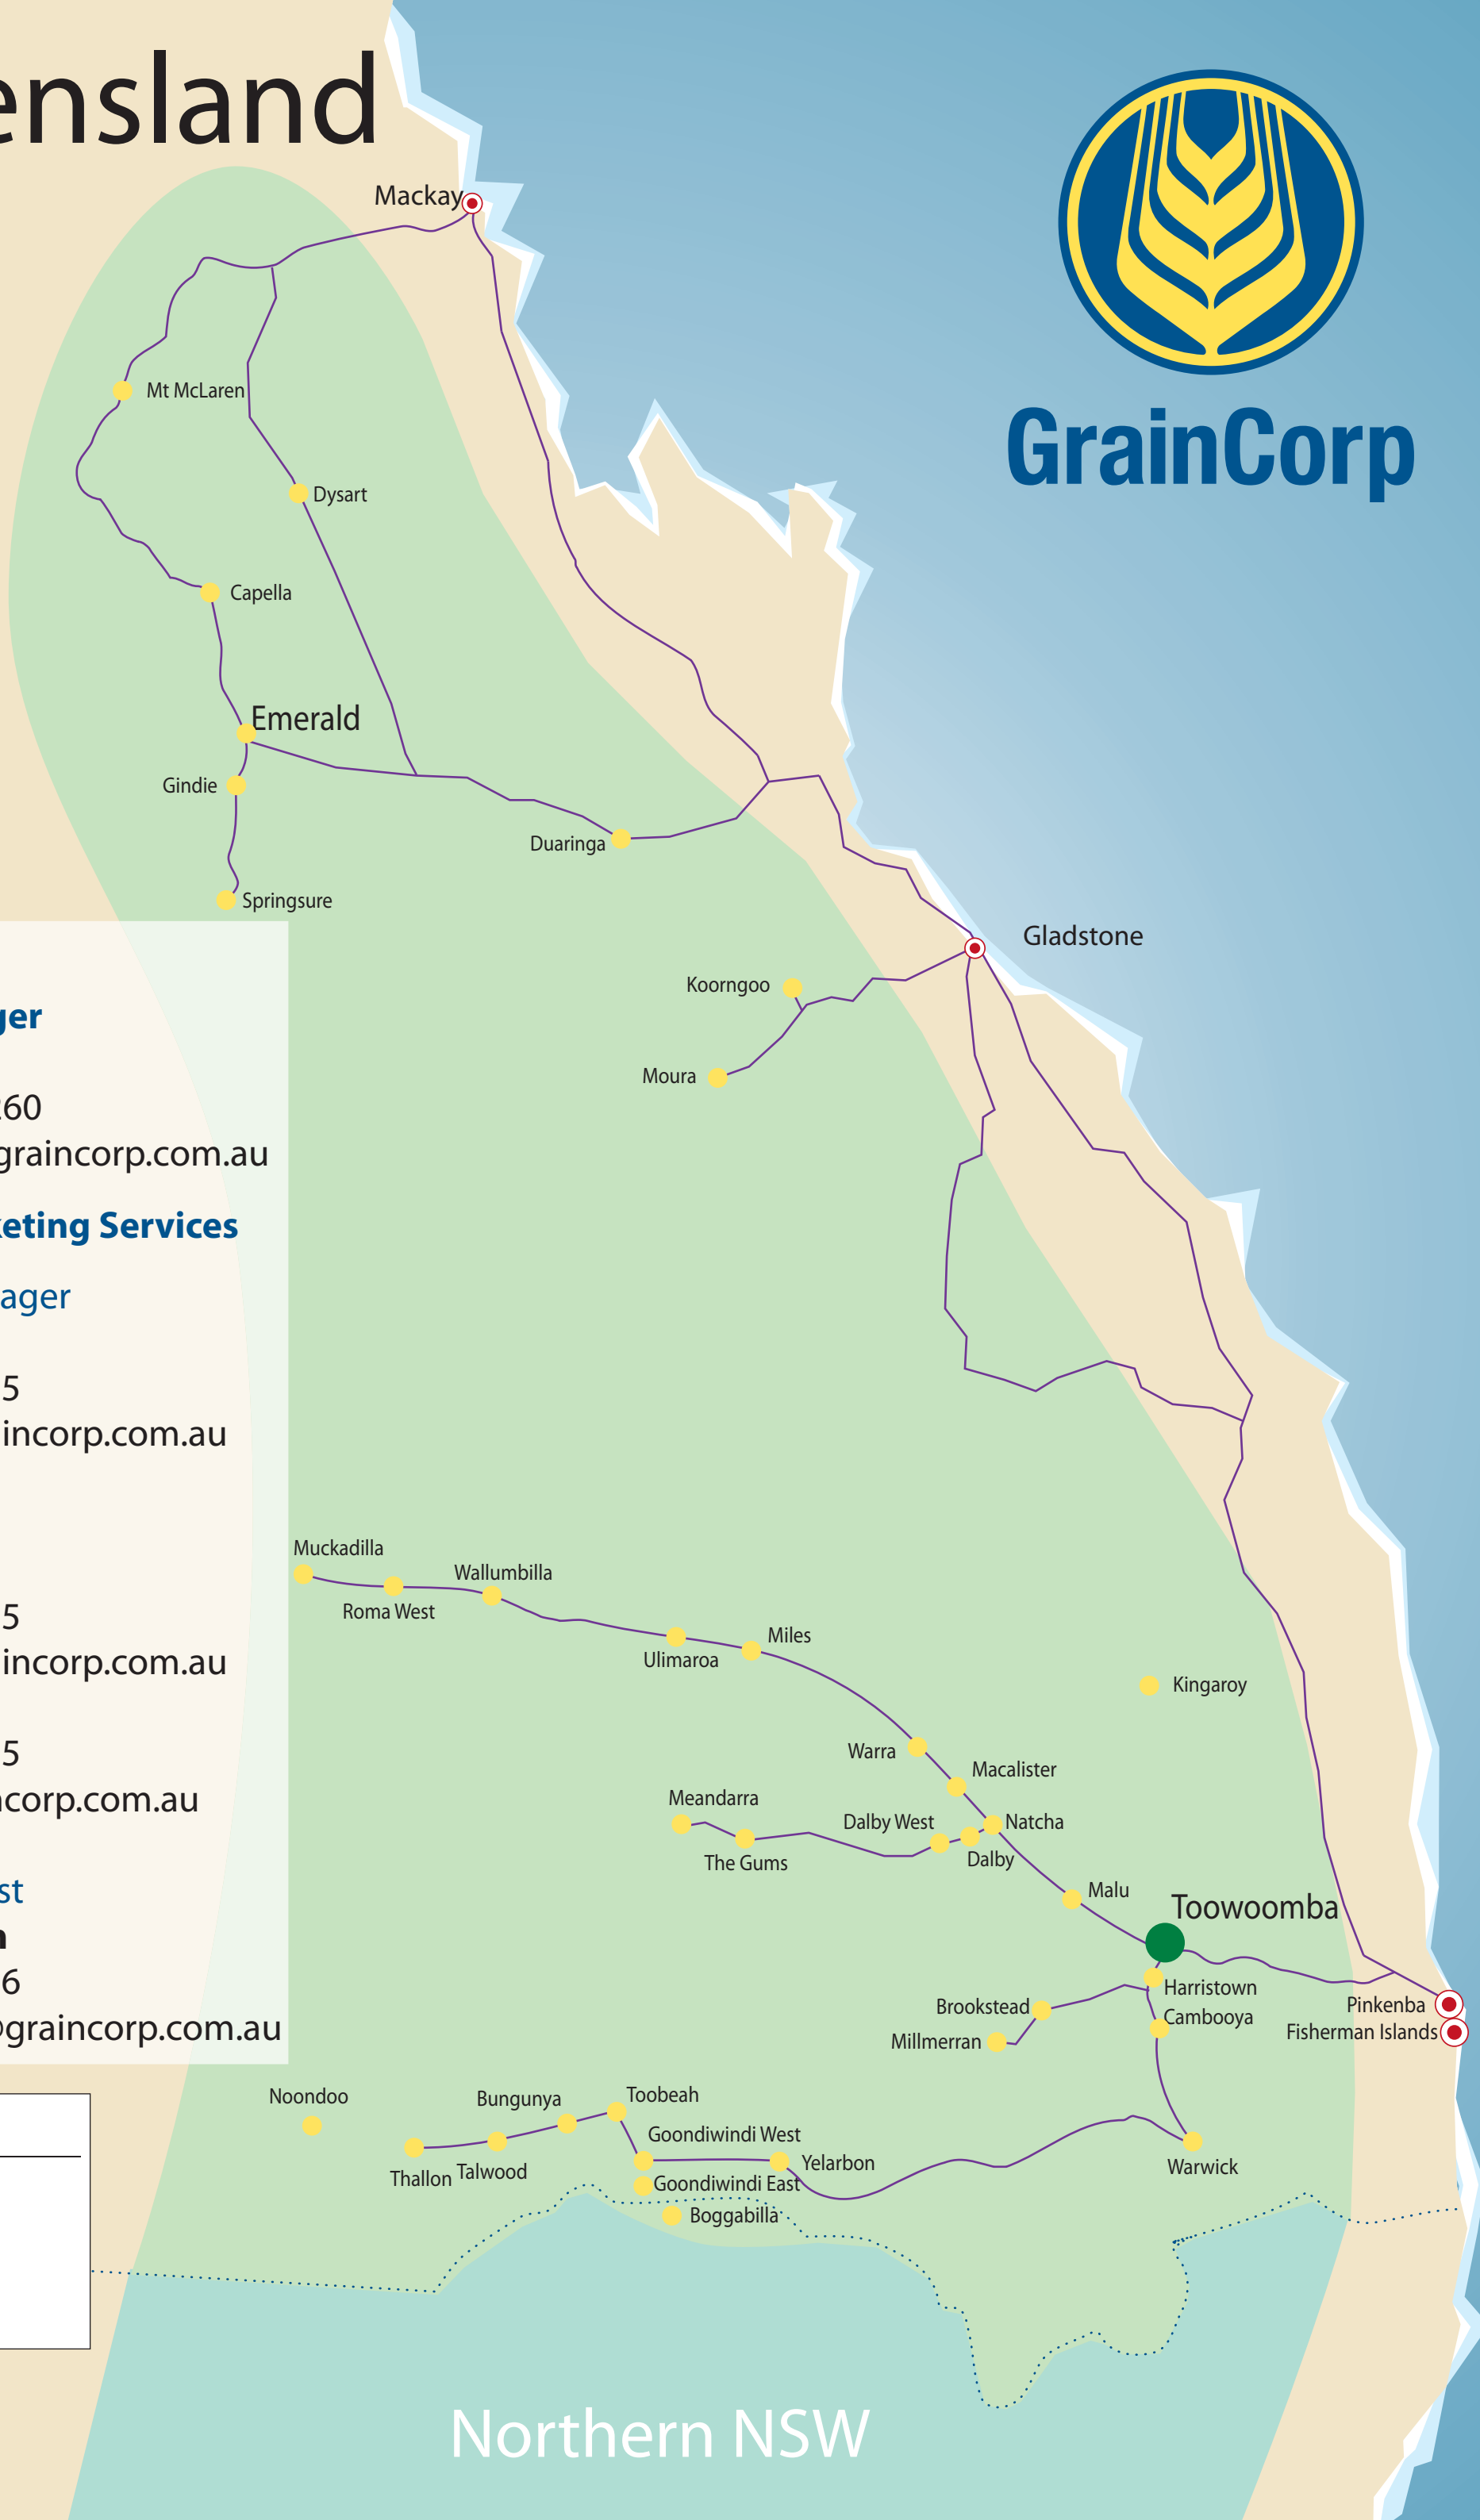 ensland
GrainCorp
Mackay
Mt McLaren
Dysart
Capella
Emerald
Gindie
Duaringa
Springsure
Gladstone
Koorngoo
Moura
ger
260
graincorp.com.au
keting Services
ager
5
incorp.com.au
5
incorp.com.au
5
ncorp.com.au
st
n
6
@graincorp.com.au
Muckadilla
Roma West
Wallumbilla
Ulimaroa
Miles
Kingaroy
Warra
Macalister
Meandarra
The Gums
Dalby West
Natcha
Dalby
Malu
Toowoomba
Harristown
Brookstead
Cambooya
Millmerran
Pinkenba
Fisherman Islands
Noondoo
Bungunya
Toobeah
Goondiwindi West
Thallon
Talwood
Yelarbon
Warwick
Goondiwindi East
Boggabilla
Northern NSW